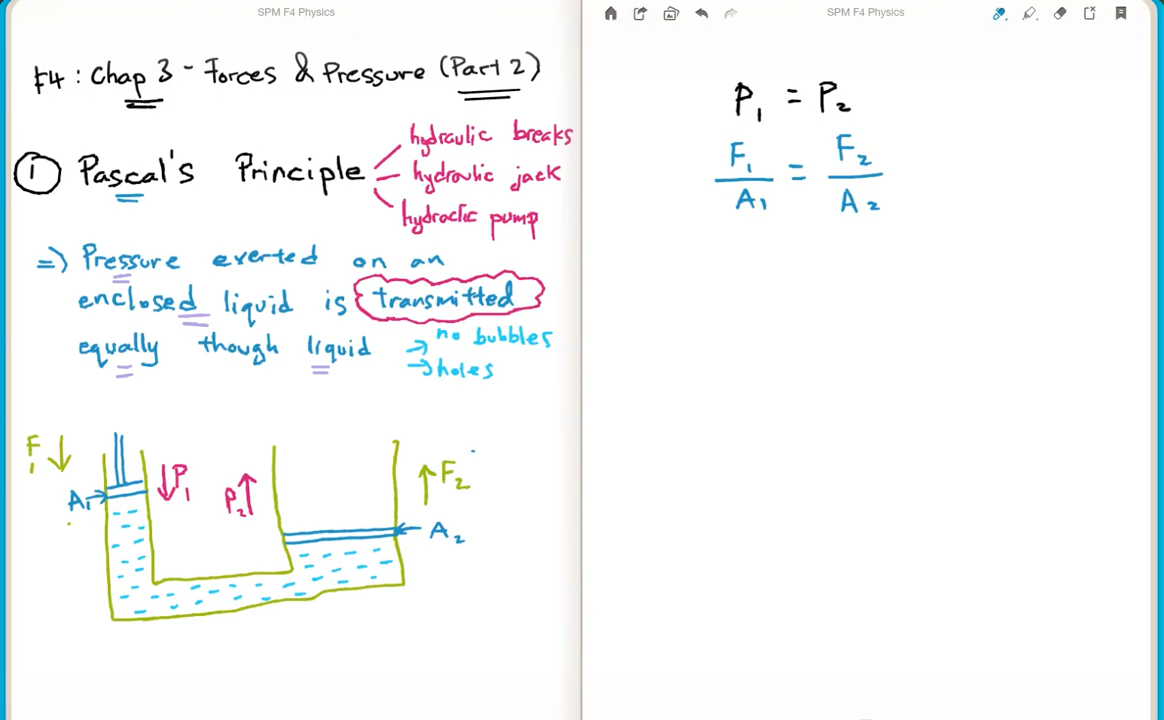 SPM F4 Physics
F4 : Chap 3 - Forces & Pressure (Part 2)
① Pascal's Principle
hydraulic breaks
hydraulic jack
hydraclic pump
=> Pressure exerted on an
enclosed liquid is transmitted
equally though liquid
→ no bubbles
→ holes
F₁ ↓
A₁ →
↓ P₁
P₂ ↑
↑ F₂
← A₂
SPM F4 Physics
P₁ = P₂
F₁/A₁ = F₂/A₂